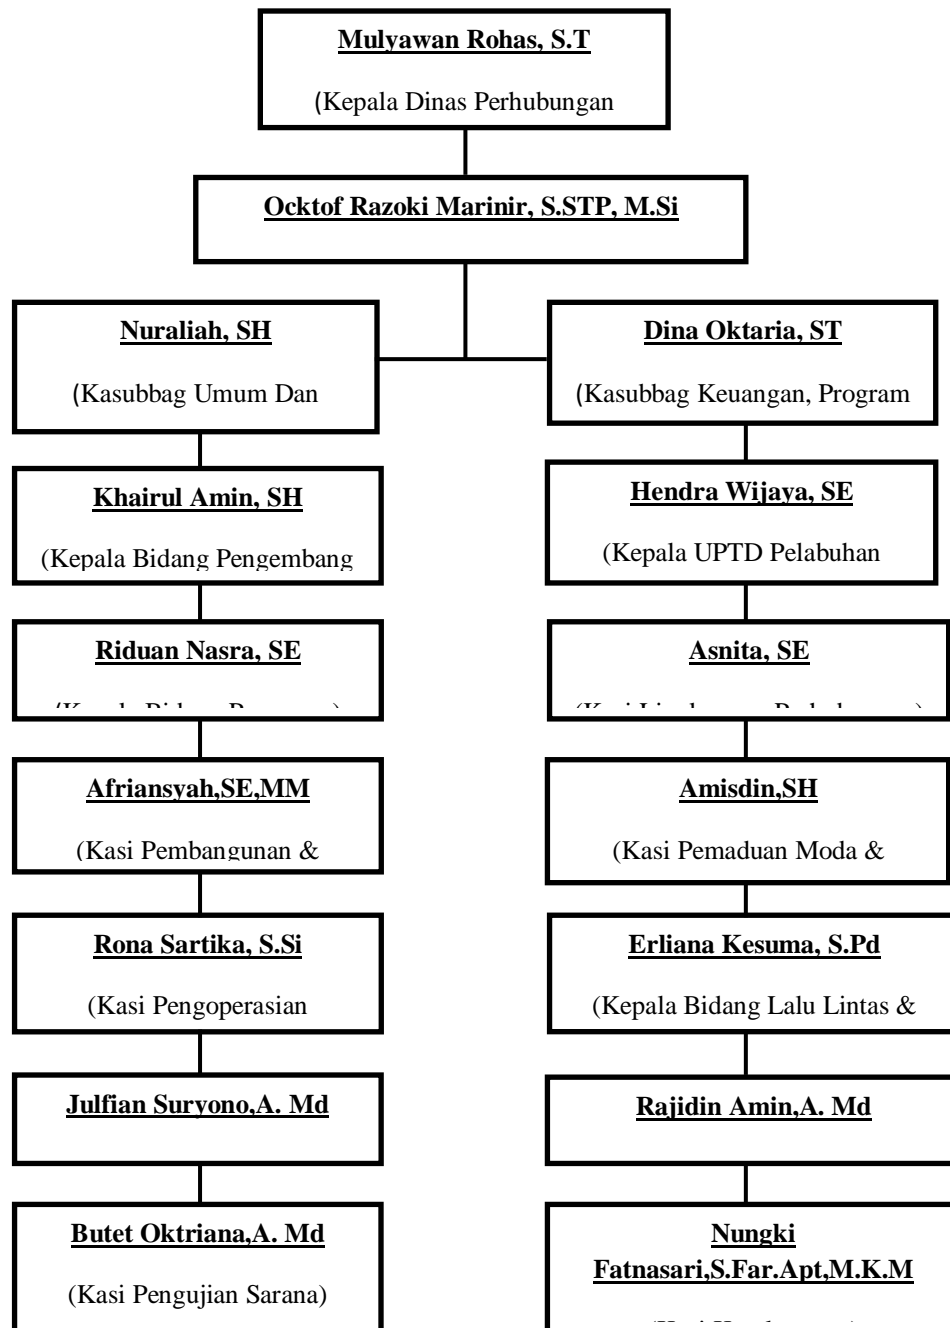 Mulyawan Rohas, S.T
(Kepala Dinas Perhubungan
Ocktof Razoki Marinir, S.STP, M.Si
Nuraliah, SH
(Kasubbag Umum Dan
Dina Oktaria, ST
(Kasubbag Keuangan, Program
Khairul Amin, SH
(Kepala Bidang Pengembang
Hendra Wijaya, SE
(Kepala UPTD Pelabuhan
Riduan Nasra, SE
Asnita, SE
Afriansyah,SE,MM
(Kasi Pembangunan &
Amisdin,SH
(Kasi Pemaduan Moda &
Rona Sartika, S.Si
(Kasi Pengoperasian
Erliana Kesuma, S.Pd
(Kepala Bidang Lalu Lintas &
Julfian Suryono,A. Md
Rajidin Amin,A. Md
Butet Oktriana,A. Md
(Kasi Pengujian Sarana)
Nungki
Fatnasari,S.Far.Apt,M.K.M